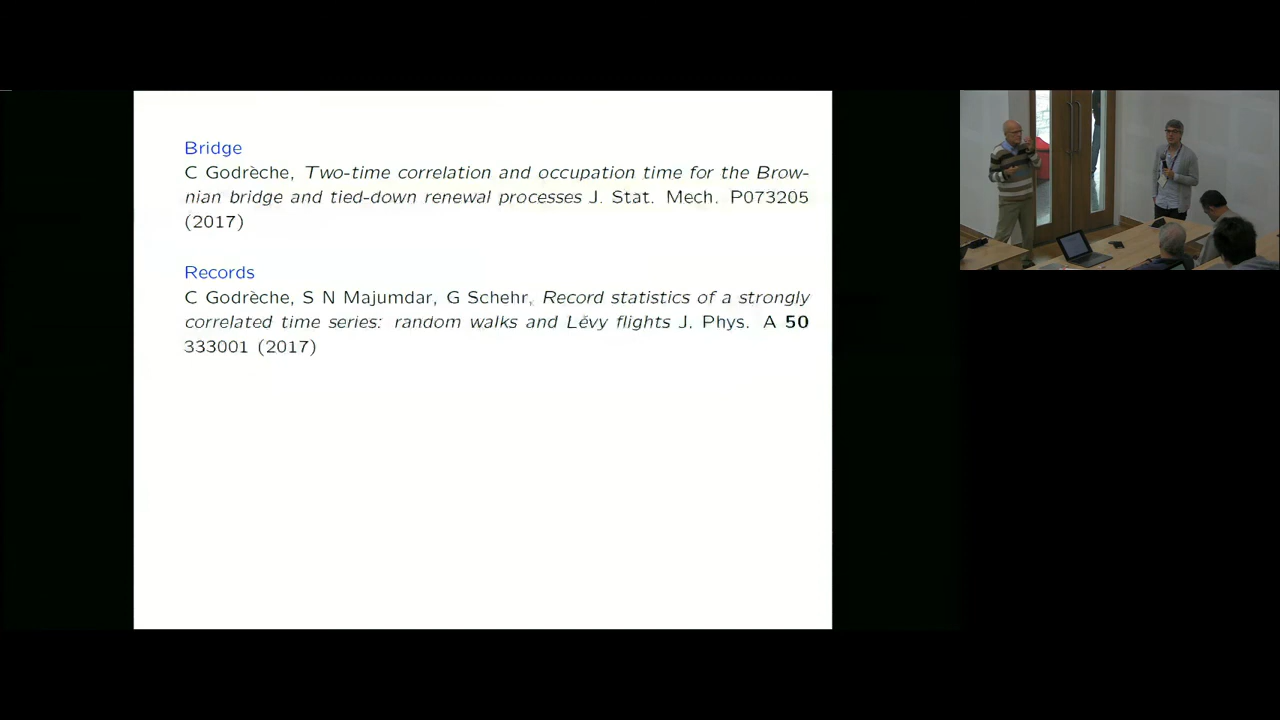 Bridge
C Godrèche, Two-time correlation and occupation time for the Brow-
nian bridge and tied-down renewal processes J. Stat. Mech. P073205
(2017)
Records
C Godrèche, S N Majumdar, G Schehr, Record statistics of a strongly
correlated time series: random walks and Lěvy flights J. Phys. A 50
333001 (2017)